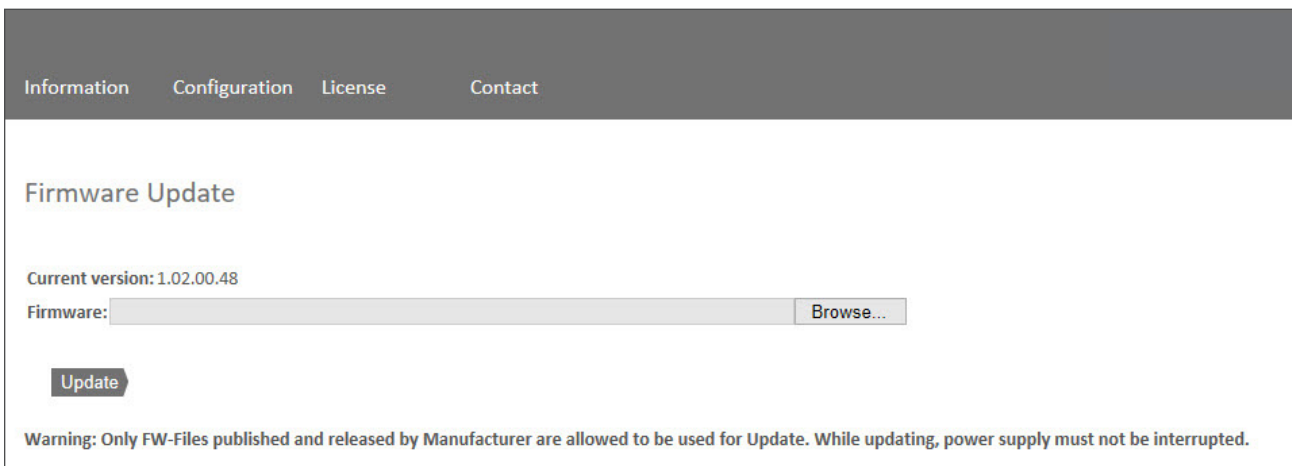 Information Configuration License Contact
Firmware Update
Current version: 1.02.00.48
Firmware: Browse...
Update
Warning: Only FW-Files published and released by Manufacturer are allowed to be used for Update. While updating, power supply must not be interrupted.